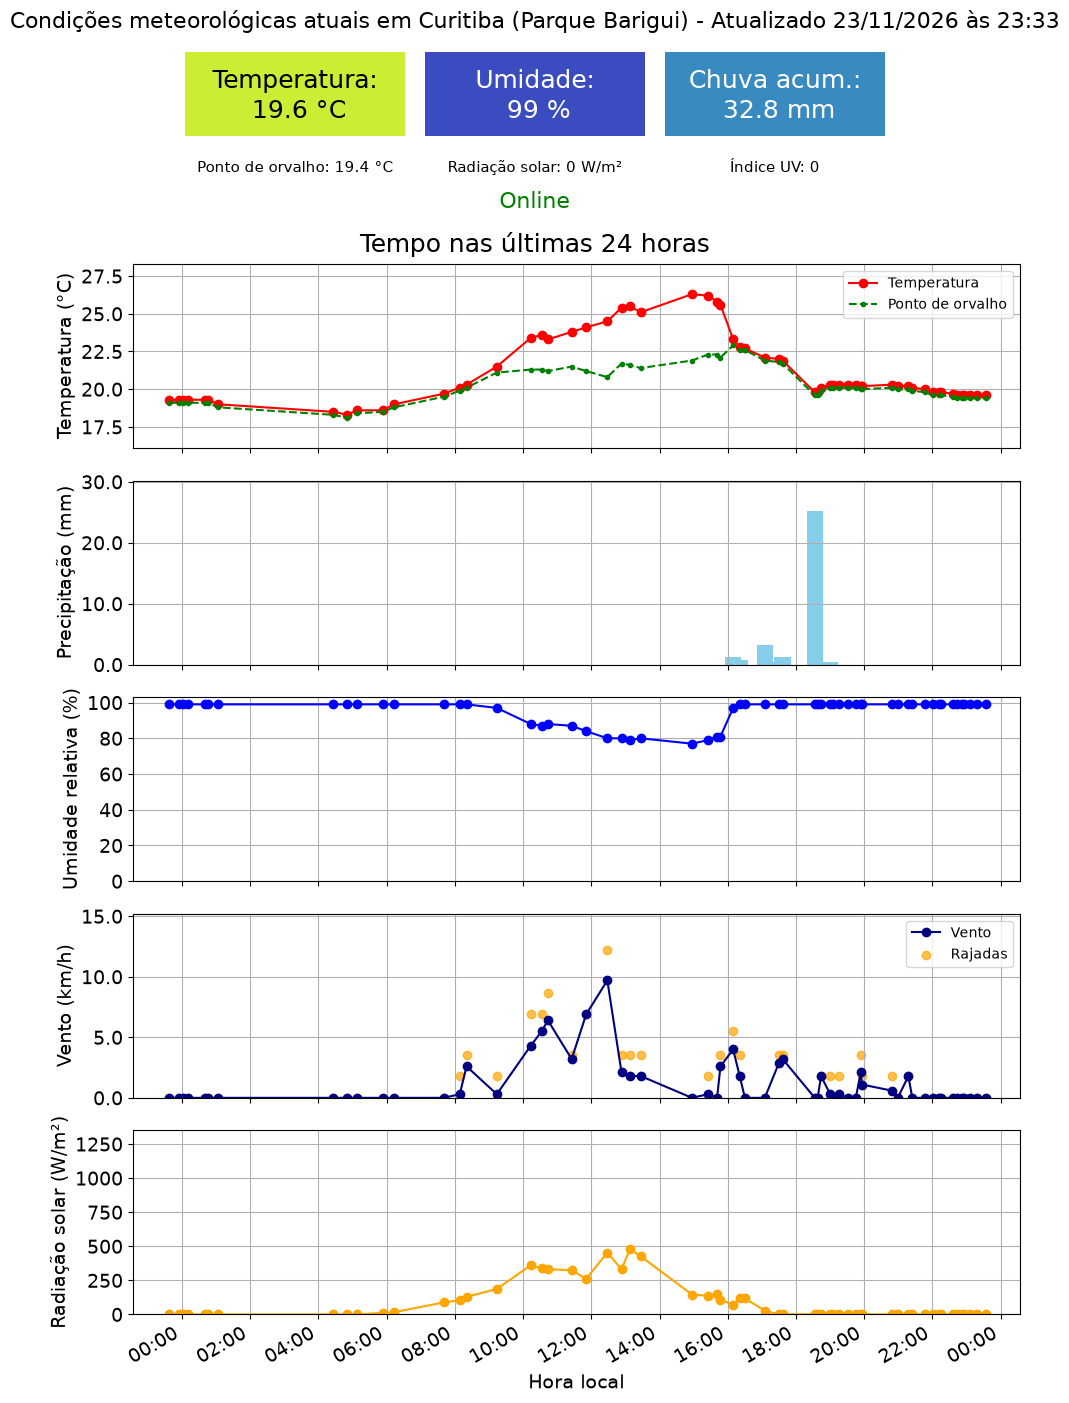 Condições meteorológicas atuais em Curitiba (Parque Barigui) - Atualizado 23/11/2026 às 23:33
Temperatura:
19.6 °C
Umidade:
99 %
Chuva acum.:
32.8 mm
Ponto de orvalho: 19.4 °C
Radiação solar: 0 W/m²
Índice UV: 0
Online
Tempo nas últimas 24 horas
Temperatura (°C)
27.5
25.0
22.5
20.0
17.5
Temperatura
Ponto de orvalho
Precipitação (mm)
30.0
20.0
10.0
0.0
Umidade relativa (%)
100
80
60
40
20
0
Vento (km/h)
15.0
10.0
5.0
0.0
Vento
Rajadas
Radiação solar (W/m²)
1250
1000
750
500
250
0
00:00
02:00
04:00
06:00
08:00
10:00
12:00
14:00
16:00
18:00
20:00
22:00
00:00
Hora local